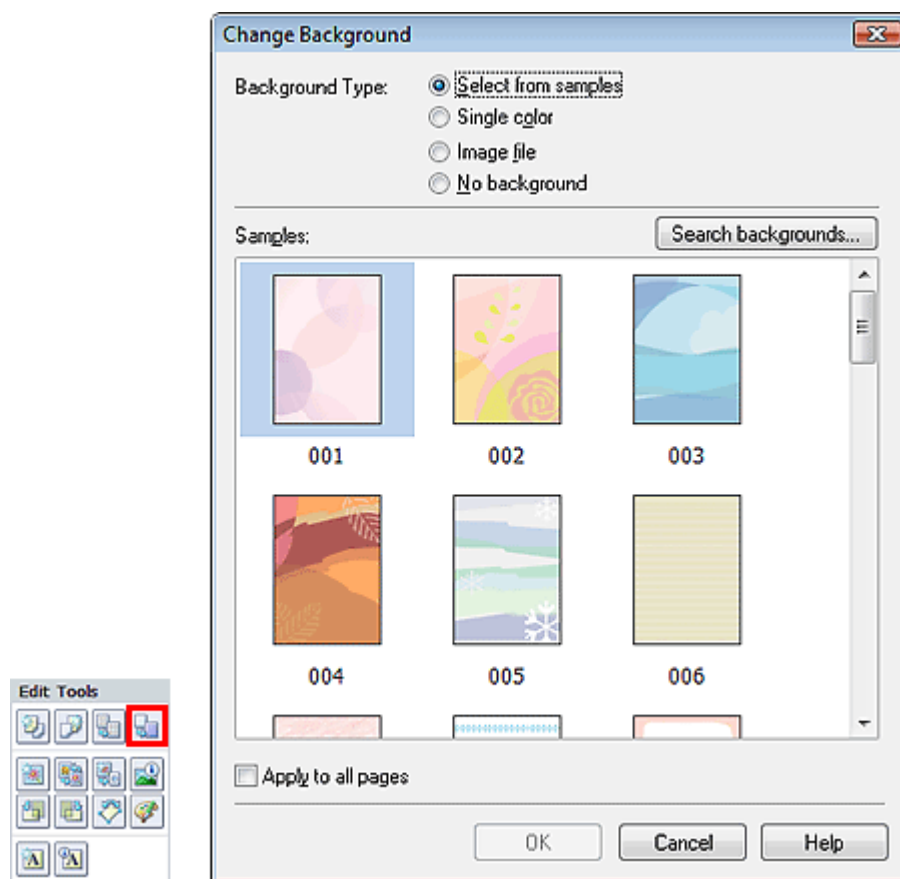 Change Background
Background Type:
Select from samples
Single color
Image file
No background
Samples:
Search backgrounds...
001
002
003
004
005
006
Apply to all pages
OK
Cancel
Help
Edit Tools
A
A